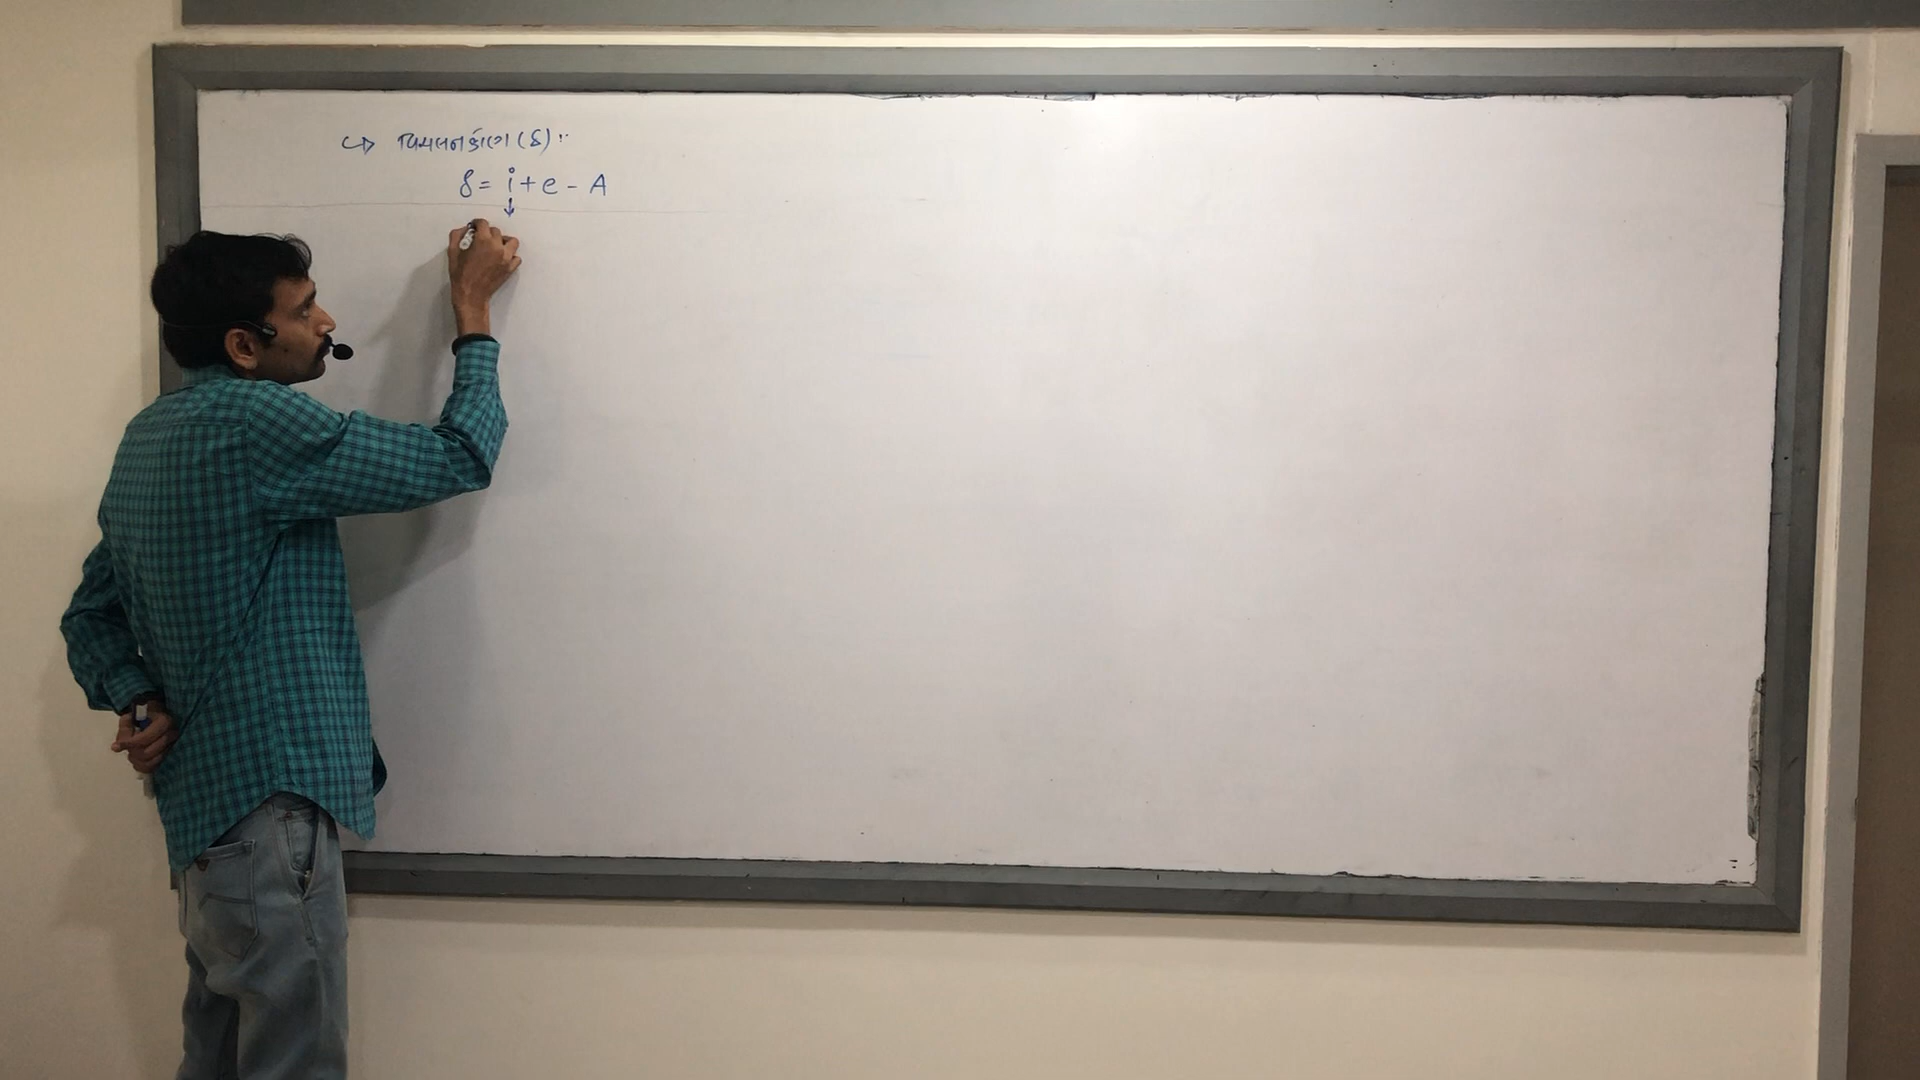 ↳ વિચલનકોણ (δ) :-
δ = i + e - A
↓